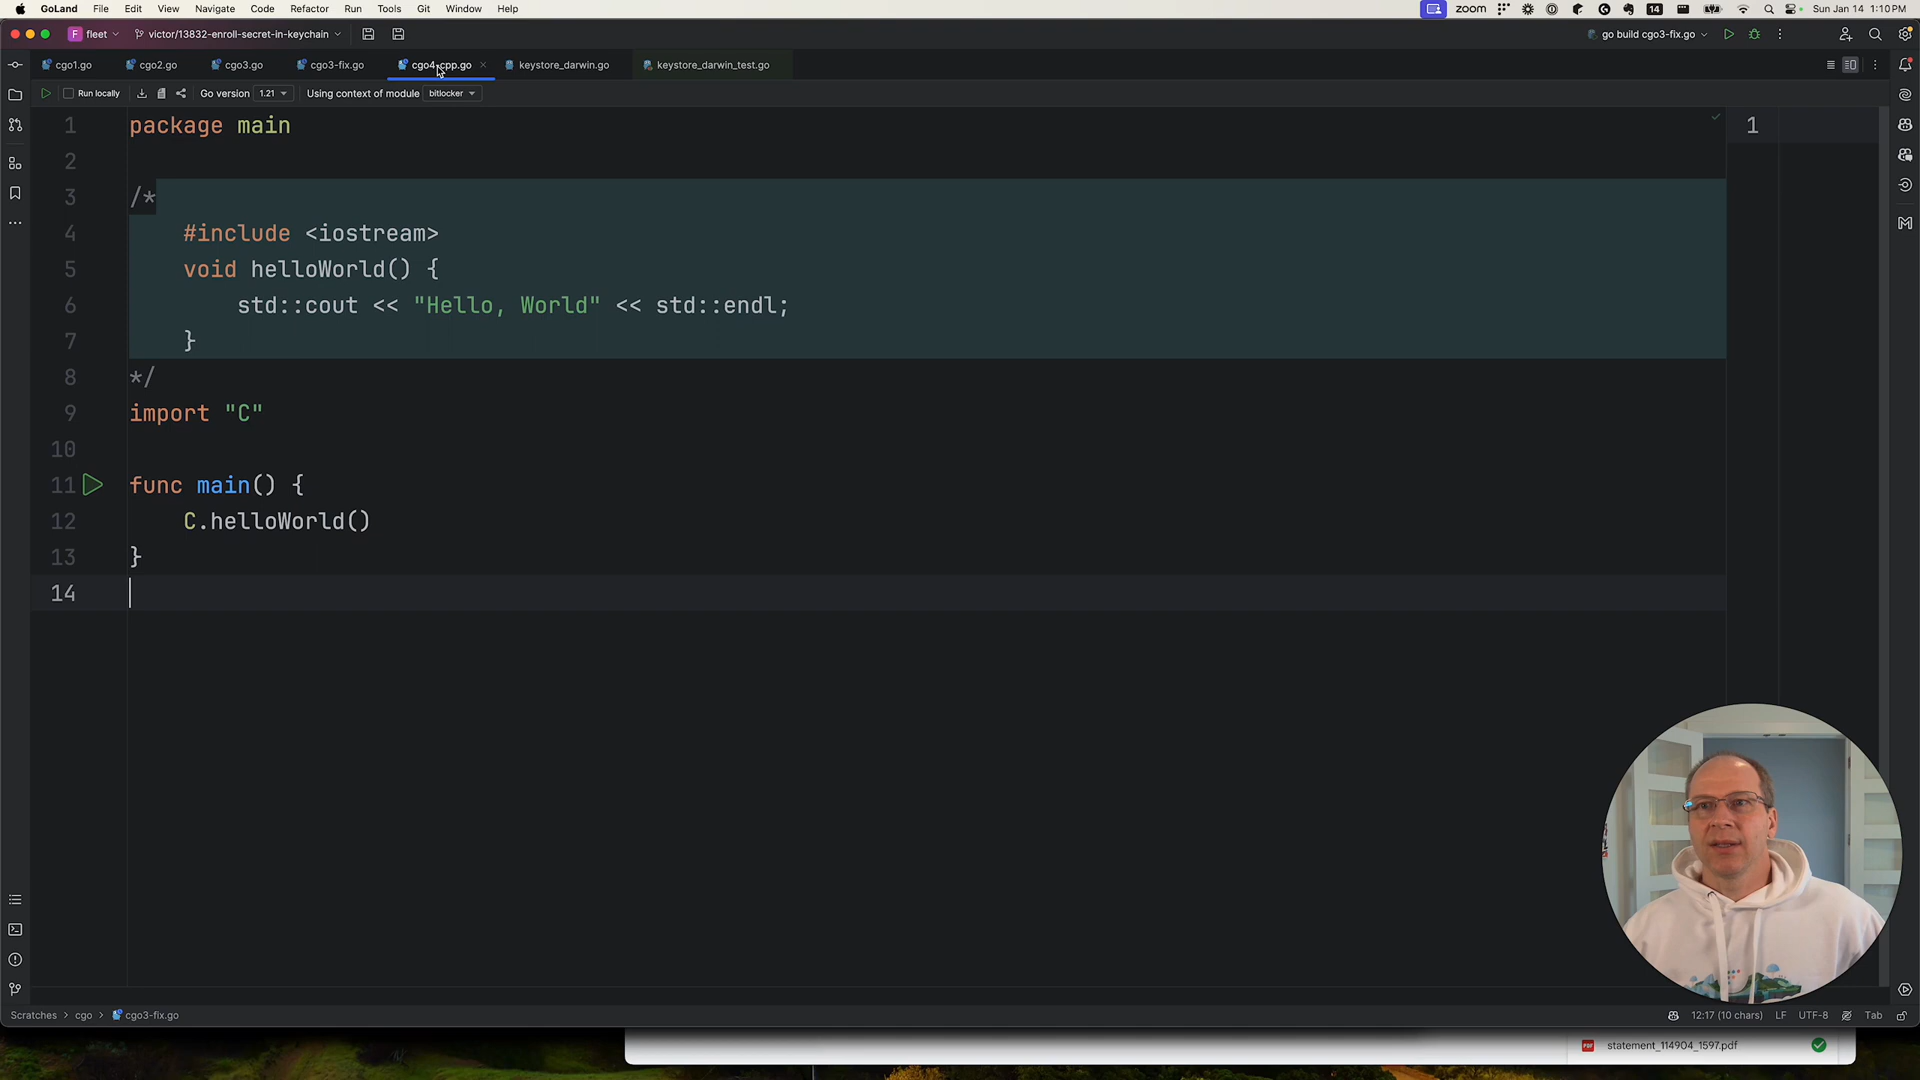 GoLand File Edit View Navigate Code Refactor Run Tools Git Window Help zoom 14 Sun Jan 14 1:10 PM
F fleet victor/13832-enroll-secret-in-keychain go build cgo3-fix.go
cgo1.go cgo2.go cgo3.go cgo3-fix.go cgo4-cpp.go keystore_darwin.go keystore_darwin_test.go
Run locally Go version 1.21 Using context of module bitlocker
1 package main 1
2
3 /*
4 #include <iostream>
5 void helloWorld() {
6 std::cout << "Hello, World" << std::endl;
7 }
8 */
9 import "C"
10
11 func main() {
12 C.helloWorld()
13 }
14
Scratches > cgo > cgo3-fix.go 12:17 (10 chars) LF UTF-8 Tab
PDF statement_114904_1597.pdf